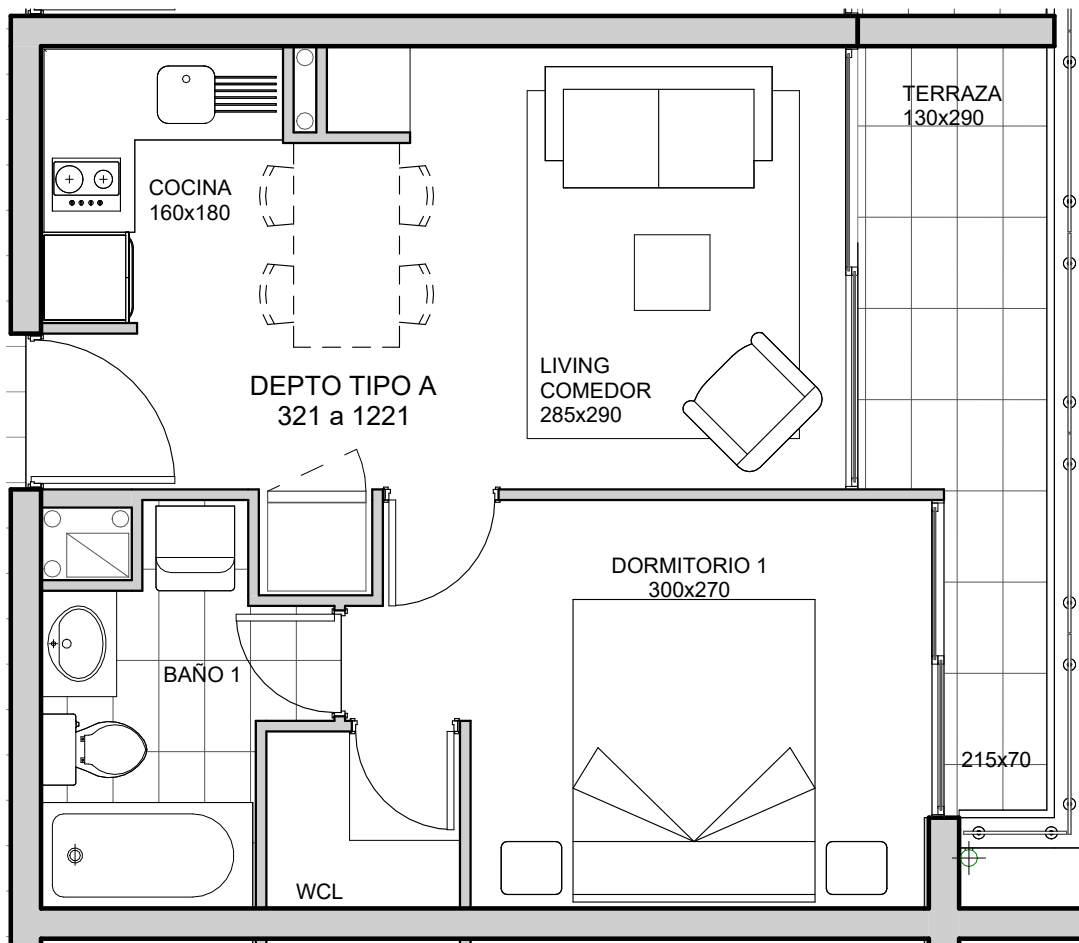 TERRAZA
130x290
COCINA
160x180
LIVING
COMEDOR
285x290
DEPTO TIPO A
321 a 1221
DORMITORIO 1
300x270
BAÑO 1
215x70
WCL